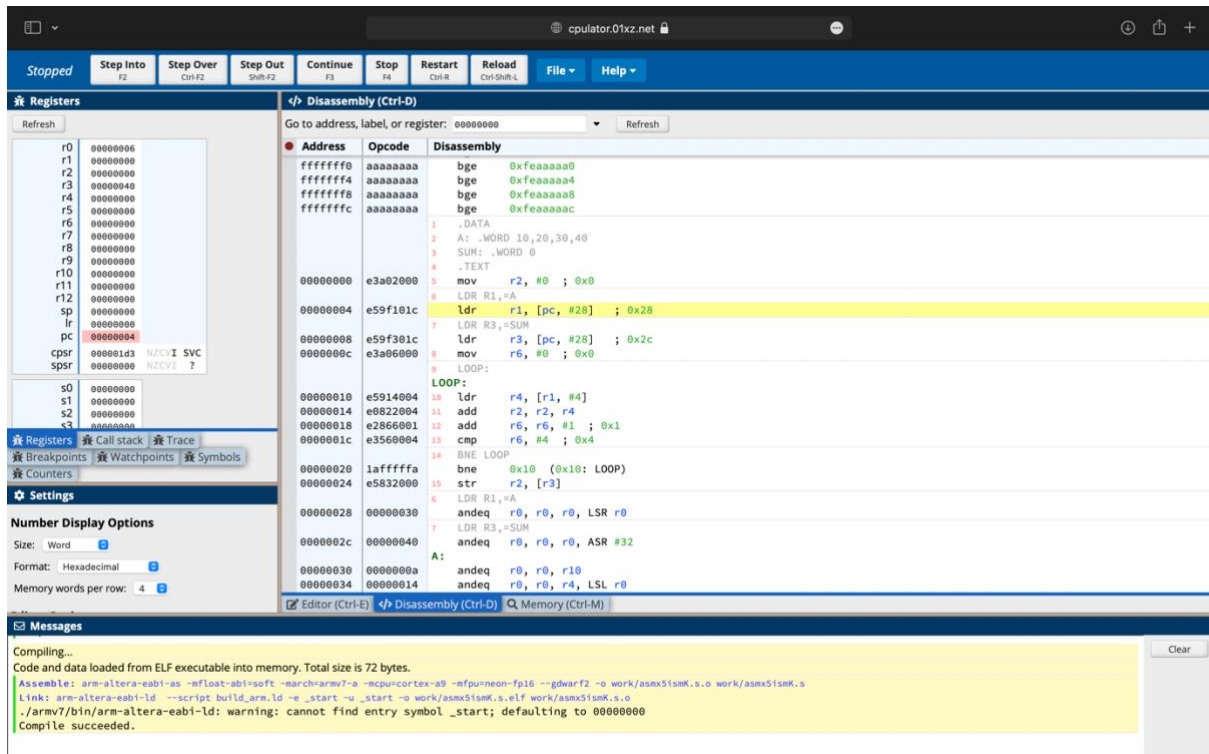 cpulator.01xz.net
Stopped
Step Into
F2
Step Over
Ctrl-F2
Step Out
Shift-F2
Continue
F3
Stop
F4
Restart
Ctrl-R
Reload
Ctrl-Shift-L
File
Help
Registers
Refresh
r0 00000006
r1 00000000
r2 00000000
r3 00000040
r4 00000000
r5 00000000
r6 00000000
r7 00000000
r8 00000000
r9 00000000
r10 00000000
r11 00000000
r12 00000000
sp 00000000
lr 00000000
pc 00000004
cpsr 000001d3 NZCVI SVC
spsr 00000000 NZCVI ?
s0 00000000
s1 00000000
s2 00000000
s3 00000000
Registers Call stack Trace
Breakpoints Watchpoints Symbols
Counters
Settings
Number Display Options
Size: Word
Format: Hexadecimal
Memory words per row: 4
</> Disassembly (Ctrl-D)
Go to address, label, or register: 00000000 Refresh
Address Opcode Disassembly
fffffff0 aaaaaaaa bge 0xfeaaaaa0
fffffff4 aaaaaaaa bge 0xfeaaaaa4
fffffff8 aaaaaaaa bge 0xfeaaaaa8
fffffffc aaaaaaaa bge 0xfeaaaaac
1 .DATA
2 A: .WORD 10,20,30,40
3 SUM: .WORD 0
4 .TEXT
00000000 e3a02000 5 mov r2, #0 ; 0x0
6 LDR R1,=A
00000004 e59f101c ldr r1, [pc, #28] ; 0x28
7 LDR R3,=SUM
00000008 e59f301c ldr r3, [pc, #28] ; 0x2c
0000000c e3a06000 8 mov r6, #0 ; 0x0
9 LOOP:
LOOP:
00000010 e5914004 10 ldr r4, [r1, #4]
00000014 e0822004 11 add r2, r2, r4
00000018 e2866001 12 add r6, r6, #1 ; 0x1
0000001c e3560004 13 cmp r6, #4 ; 0x4
14 BNE LOOP
00000020 1afffffa bne 0x10 (0x10: LOOP)
00000024 e5832000 15 str r2, [r3]
6 LDR R1,=A
00000028 00000030 andeq r0, r0, r0, LSR r0
7 LDR R3,=SUM
0000002c 00000040 andeq r0, r0, r0, ASR #32
A:
00000030 0000000a andeq r0, r0, r10
00000034 00000014 andeq r0, r0, r4, LSL r0
Editor (Ctrl-E) </> Disassembly (Ctrl-D) Memory (Ctrl-M)
Messages
Clear
Compiling...
Code and data loaded from ELF executable into memory. Total size is 72 bytes.
Assemble: arm-altera-eabi-as -mfloat-abi=soft -march=armv7-a -mcpu=cortex-a9 -mfpu=neon-fp16 --gdwarf2 -o work/asmx5ismK.s.o work/asmx5ismK.s
Link: arm-altera-eabi-ld --script build_arm.ld -e _start -u _start -o work/asmx5ismK.s.elf work/asmx5ismK.s.o
./armv7/bin/arm-altera-eabi-ld: warning: cannot find entry symbol _start; defaulting to 00000000
Compile succeeded.